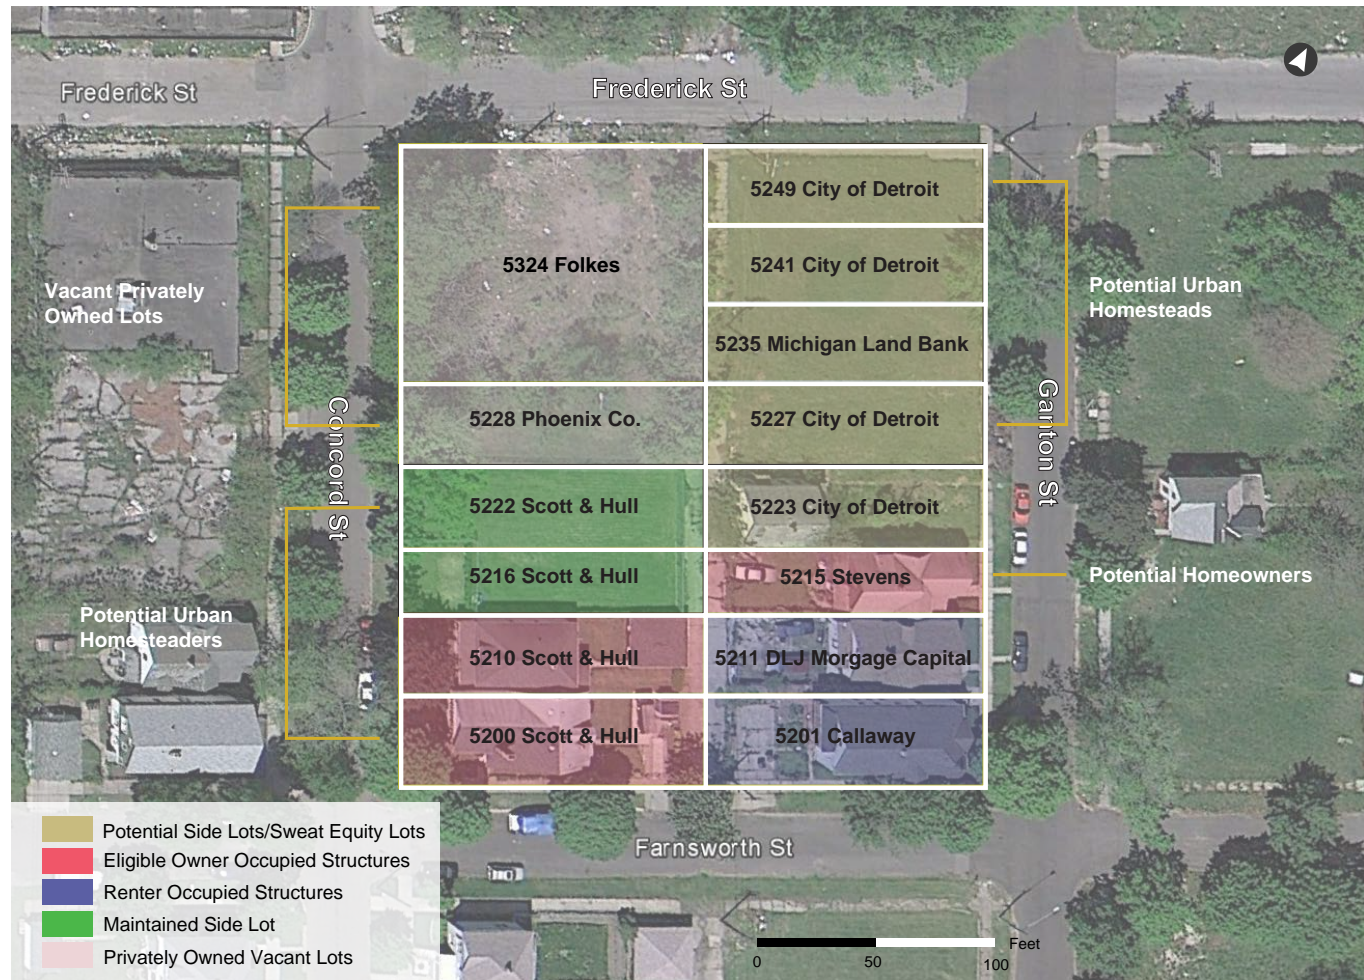 Frederick St
Frederick St
5249 City of Detroit
5324 Folkes
5241 City of Detroit
Vacant Privately
Owned Lots
Potential Urban
Homesteads
5235 Michigan Land Bank
5228 Phoenix Co.
5227 City of Detroit
Concord St
Garnton St
5222 Scott & Hull
5223 City of Detroit
5216 Scott & Hull
5215 Stevens
Potential Homeowners
Potential Urban
Homesteaders
5210 Scott & Hull
5211 DLJ Morgage Capital
5200 Scott & Hull
5201 Callaway
Farnsworth St
Potential Side Lots/Sweat Equity Lots
Eligible Owner Occupied Structures
Renter Occupied Structures
Maintained Side Lot
Privately Owned Vacant Lots
Feet
0 50 100